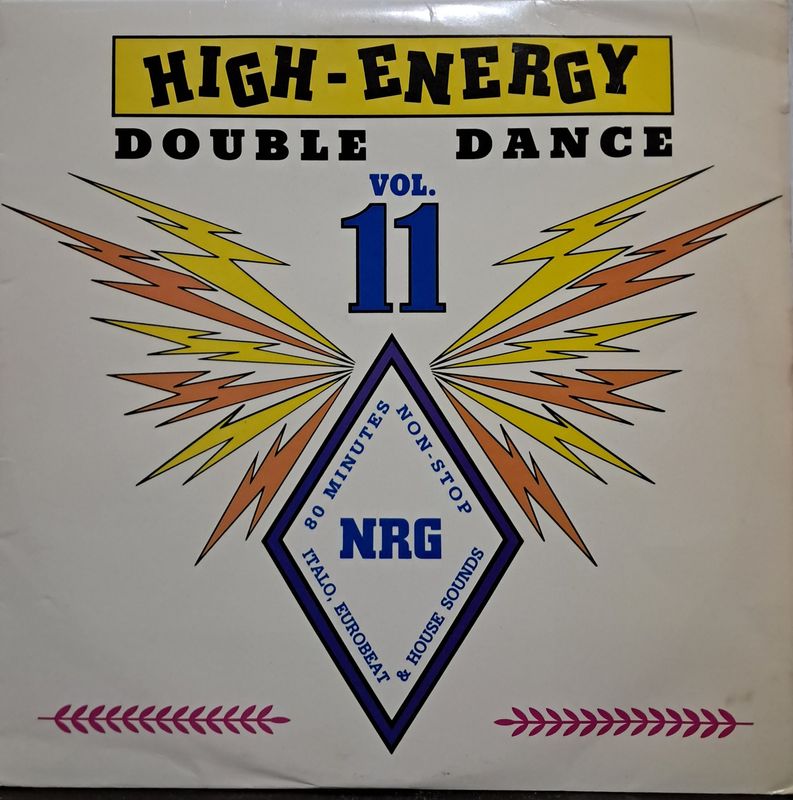 HIGH-ENERGY
DOUBLE DANCE
VOL.
11
80 MINUTES NON-STOP
NRG
ITALO, EUROBEAT & HOUSE SOUNDS